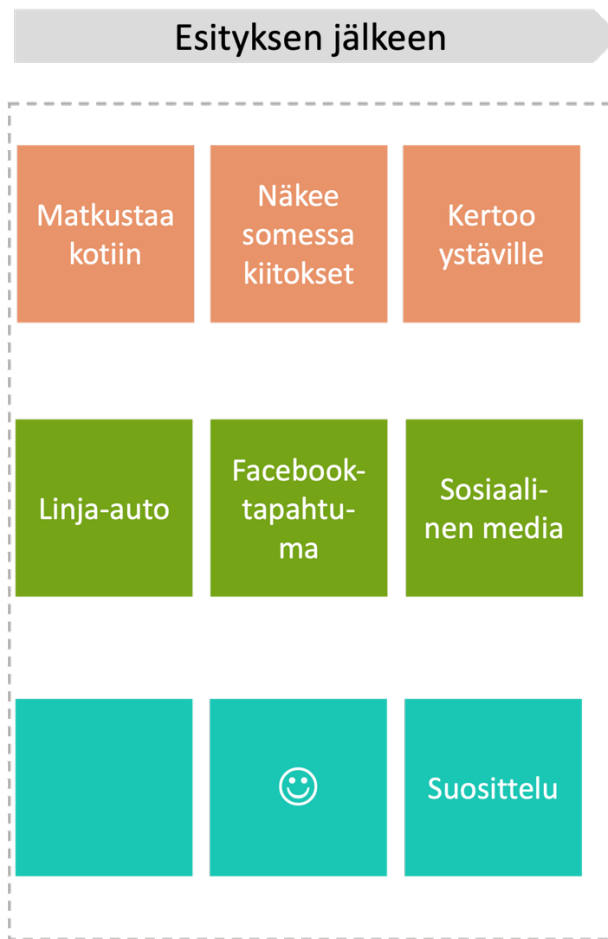 Esityksen jälkeen
Matkustaa
kotiin
Näkee
somessa
kiitokset
Kertoo
ystäville
Linja-auto
Facebook-
tapahtu-
ma
Sosiaali-
nen media
☺
Suosittelu